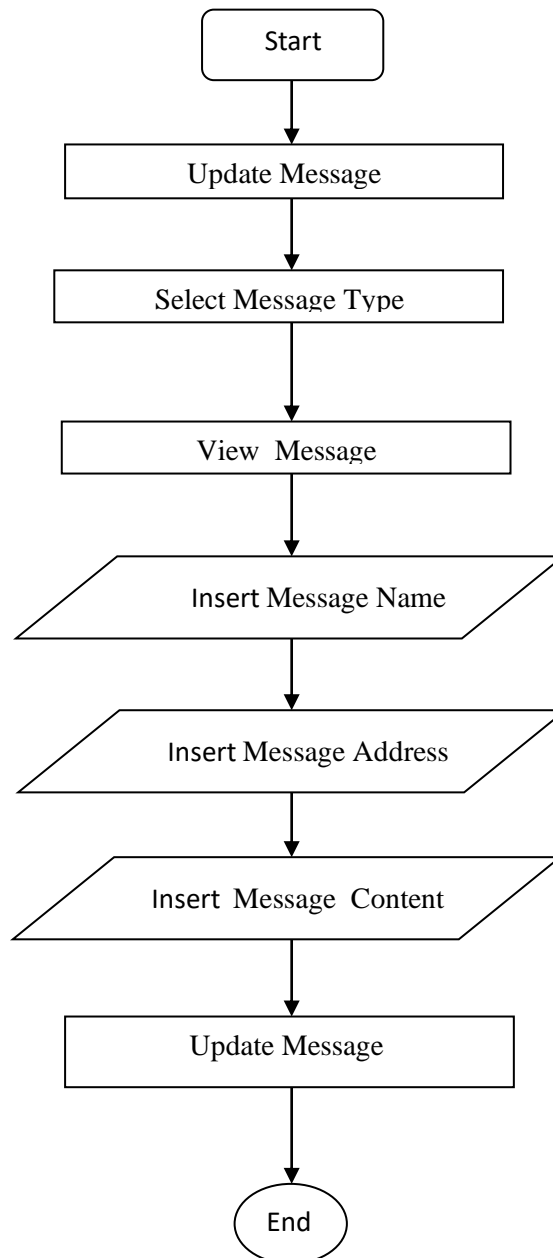 Start
Update Message
Select Message Type
View Message
Insert Message Name
Insert Message Address
Insert Message Content
Update Message
End